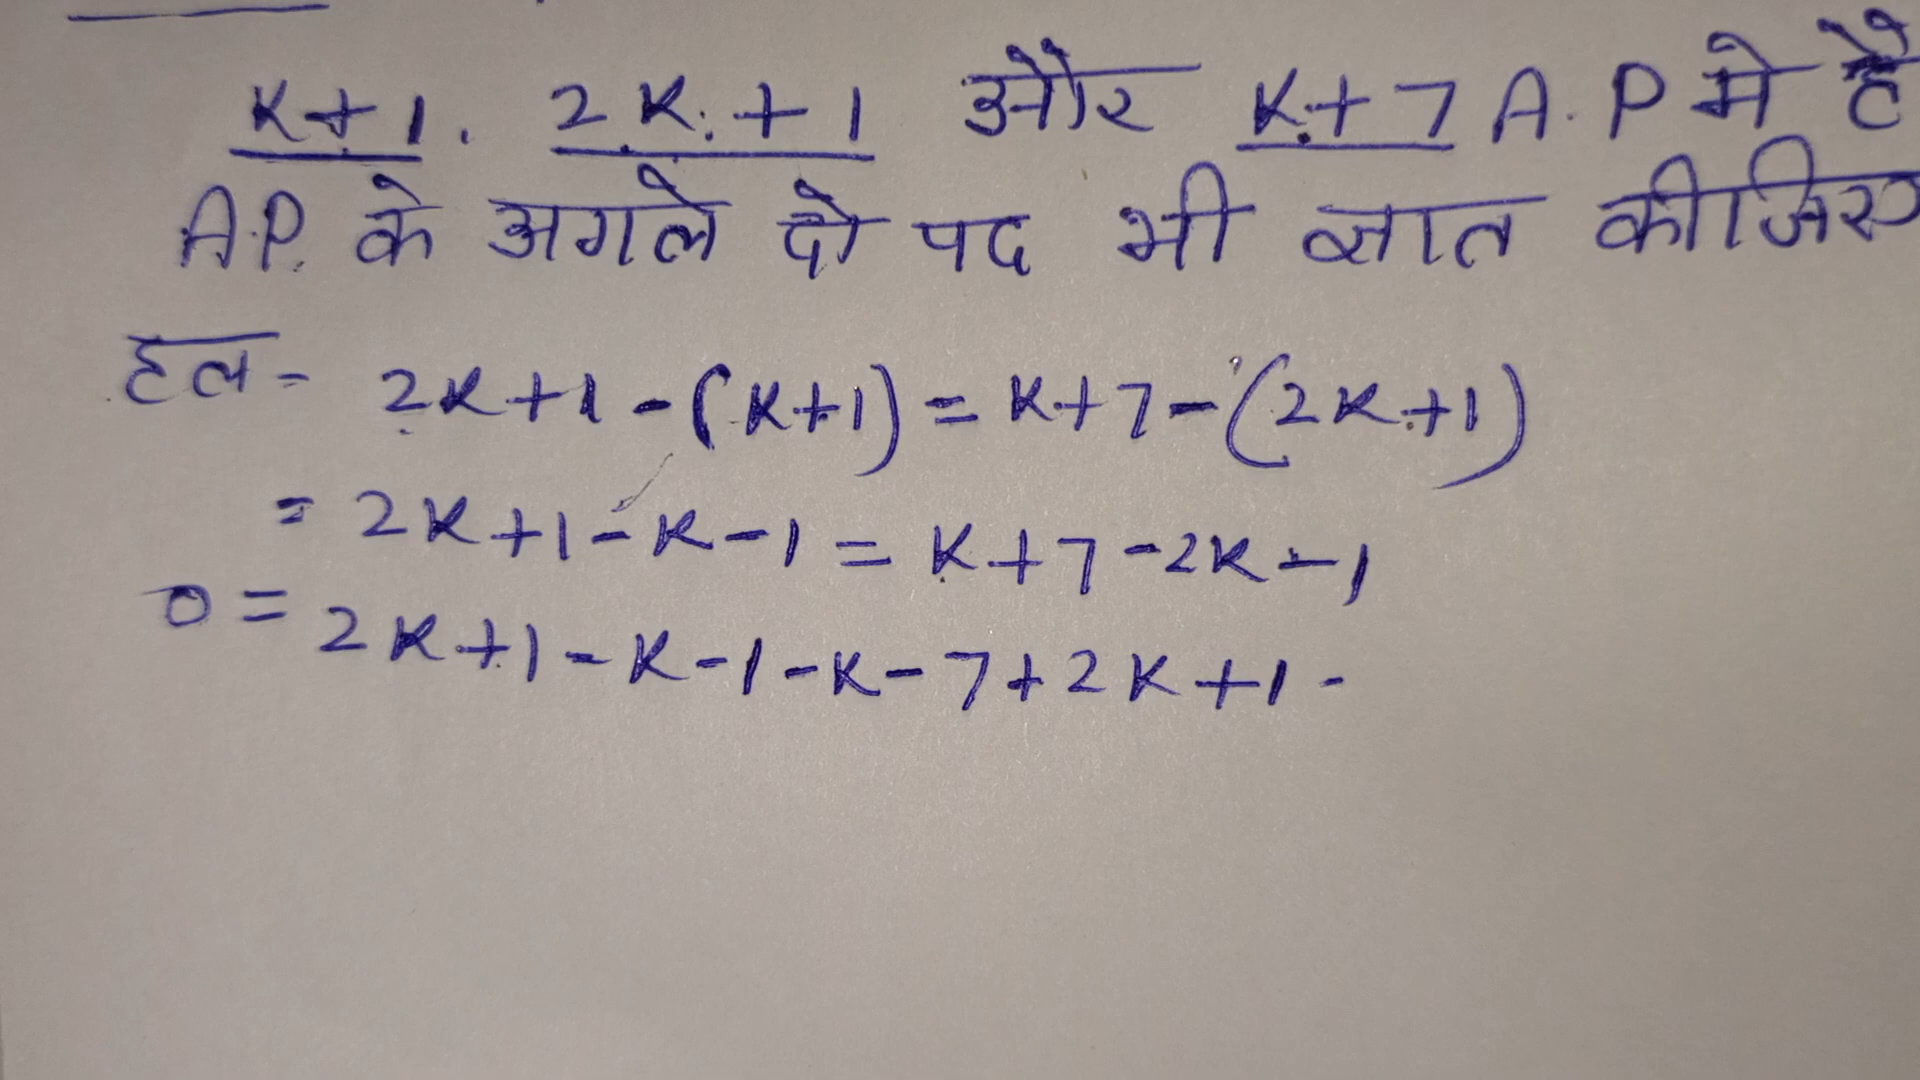 K+1. 2K+1 और K+7 A.P मे है
A.P. के अगले दो पद भी ज्ञात कीजिए
हल- 2K+1-(K+1)=K+7-(2K+1)
= 2K+1-K-1=K+7-2K-1
0=2K+1-K-1-K-7+2K+1-